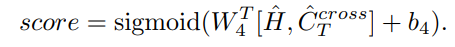 score = sigmoid(W_4^T[Ĥ, Ĉ_T^{cross}] + b_4).